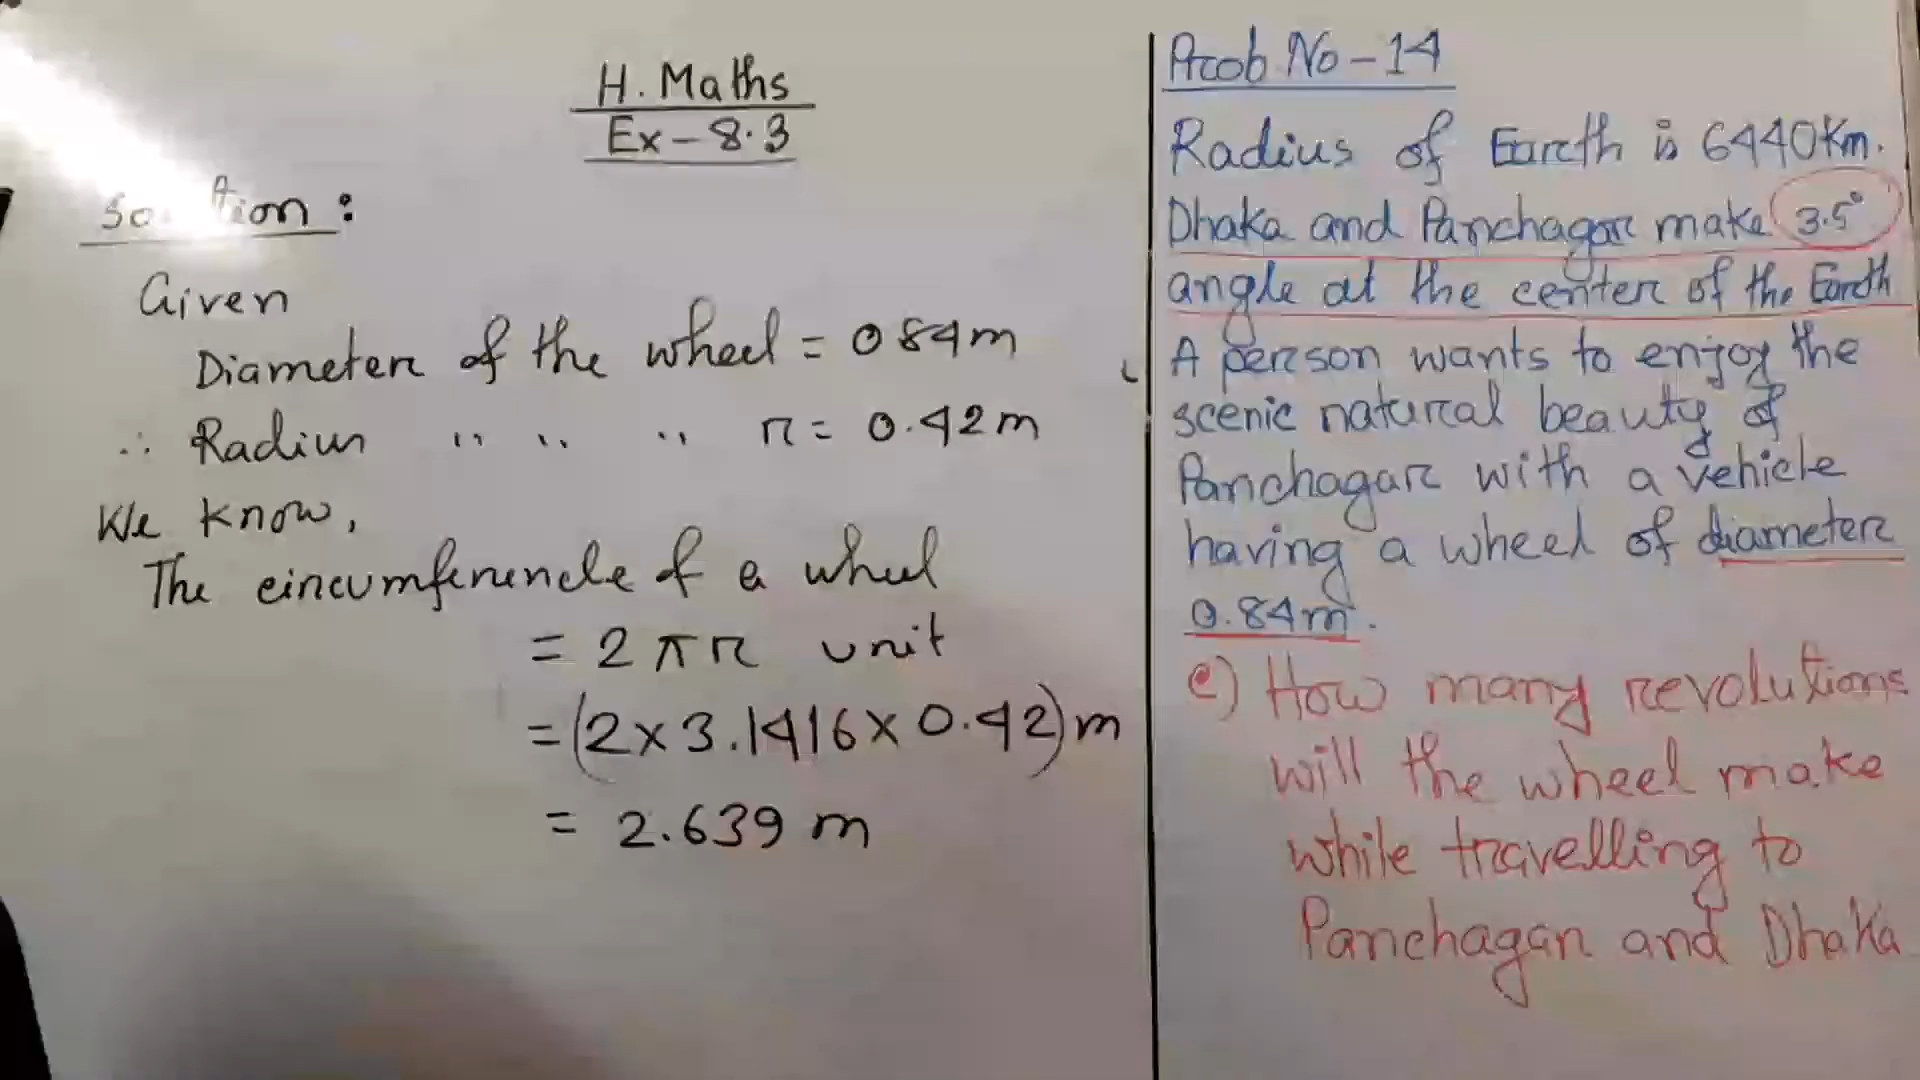 H. Maths
Ex - 8.3
Solution :
Given
Diameter of the wheel = 0.84m
∴ Radius " " " r = 0.42m
We know,
The circumference of a wheel
= 2πr unit
= (2×3.1416×0.42)m
= 2.639 m
Prob No - 14
Radius of Earth is 6440km.
Dhaka and Panchagar make 3.5°
angle at the center of the Earth
A person wants to enjoy the
scenic natural beauty of
Panchagar with a vehicle
having a wheel of diameter
0.84m.
c) How many revolutions
will the wheel make
while travelling to
Panchagar and Dhaka